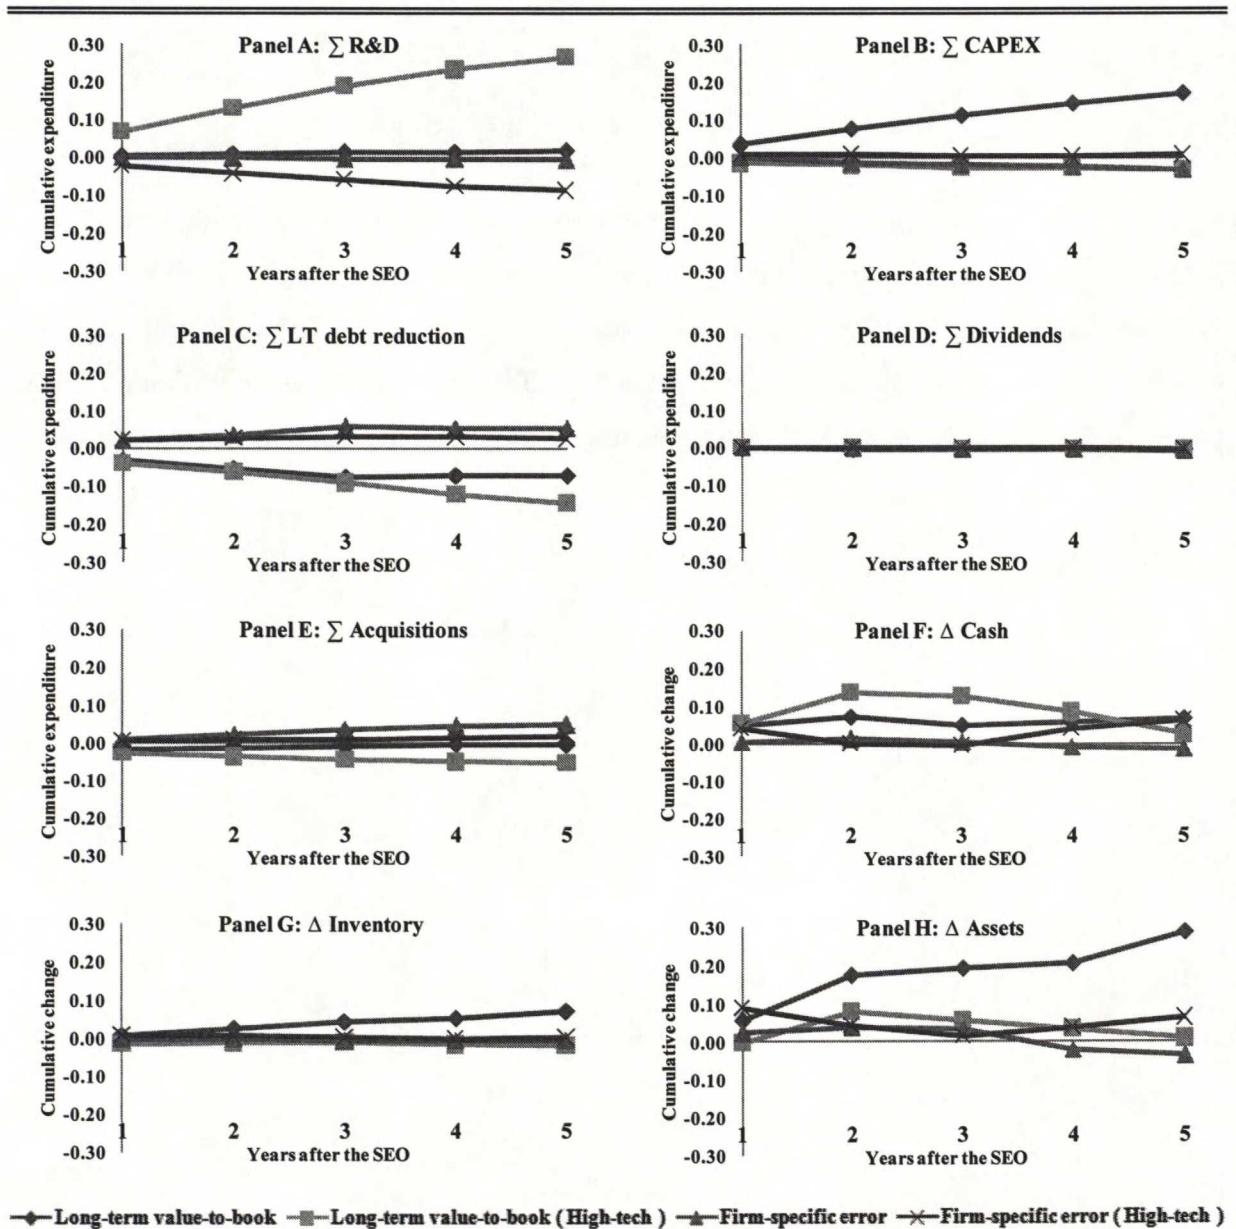 Panel A: ∑ R&D
Cumulative expenditure
0.30
0.20
0.10
0.00
-0.10
-0.20
-0.30
1 2 3 4 5
Years after the SEO
Panel B: ∑ CAPEX
Cumulative expenditure
0.30
0.20
0.10
0.00
-0.10
-0.20
-0.30
1 2 3 4 5
Years after the SEO
Panel C: ∑ LT debt reduction
Cumulative expenditure
0.30
0.20
0.10
0.00
-0.10
-0.20
-0.30
1 2 3 4 5
Years after the SEO
Panel D: ∑ Dividends
Cumulative expenditure
0.30
0.20
0.10
0.00
-0.10
-0.20
-0.30
1 2 3 4 5
Years after the SEO
Panel E: ∑ Acquisitions
Cumulative expenditure
0.30
0.20
0.10
0.00
-0.10
-0.20
-0.30
1 2 3 4 5
Years after the SEO
Panel F: Δ Cash
Cumulative change
0.30
0.20
0.10
0.00
-0.10
-0.20
-0.30
1 2 3 4 5
Years after the SEO
Panel G: Δ Inventory
Cumulative change
0.30
0.20
0.10
0.00
-0.10
-0.20
-0.30
1 2 3 4 5
Years after the SEO
Panel H: Δ Assets
Cumulative change
0.30
0.20
0.10
0.00
-0.10
-0.20
-0.30
1 2 3 4 5
Years after the SEO
Long-term value-to-book Long-term value-to-book ( High-tech ) Firm-specific error Firm-specific error ( High-tech )